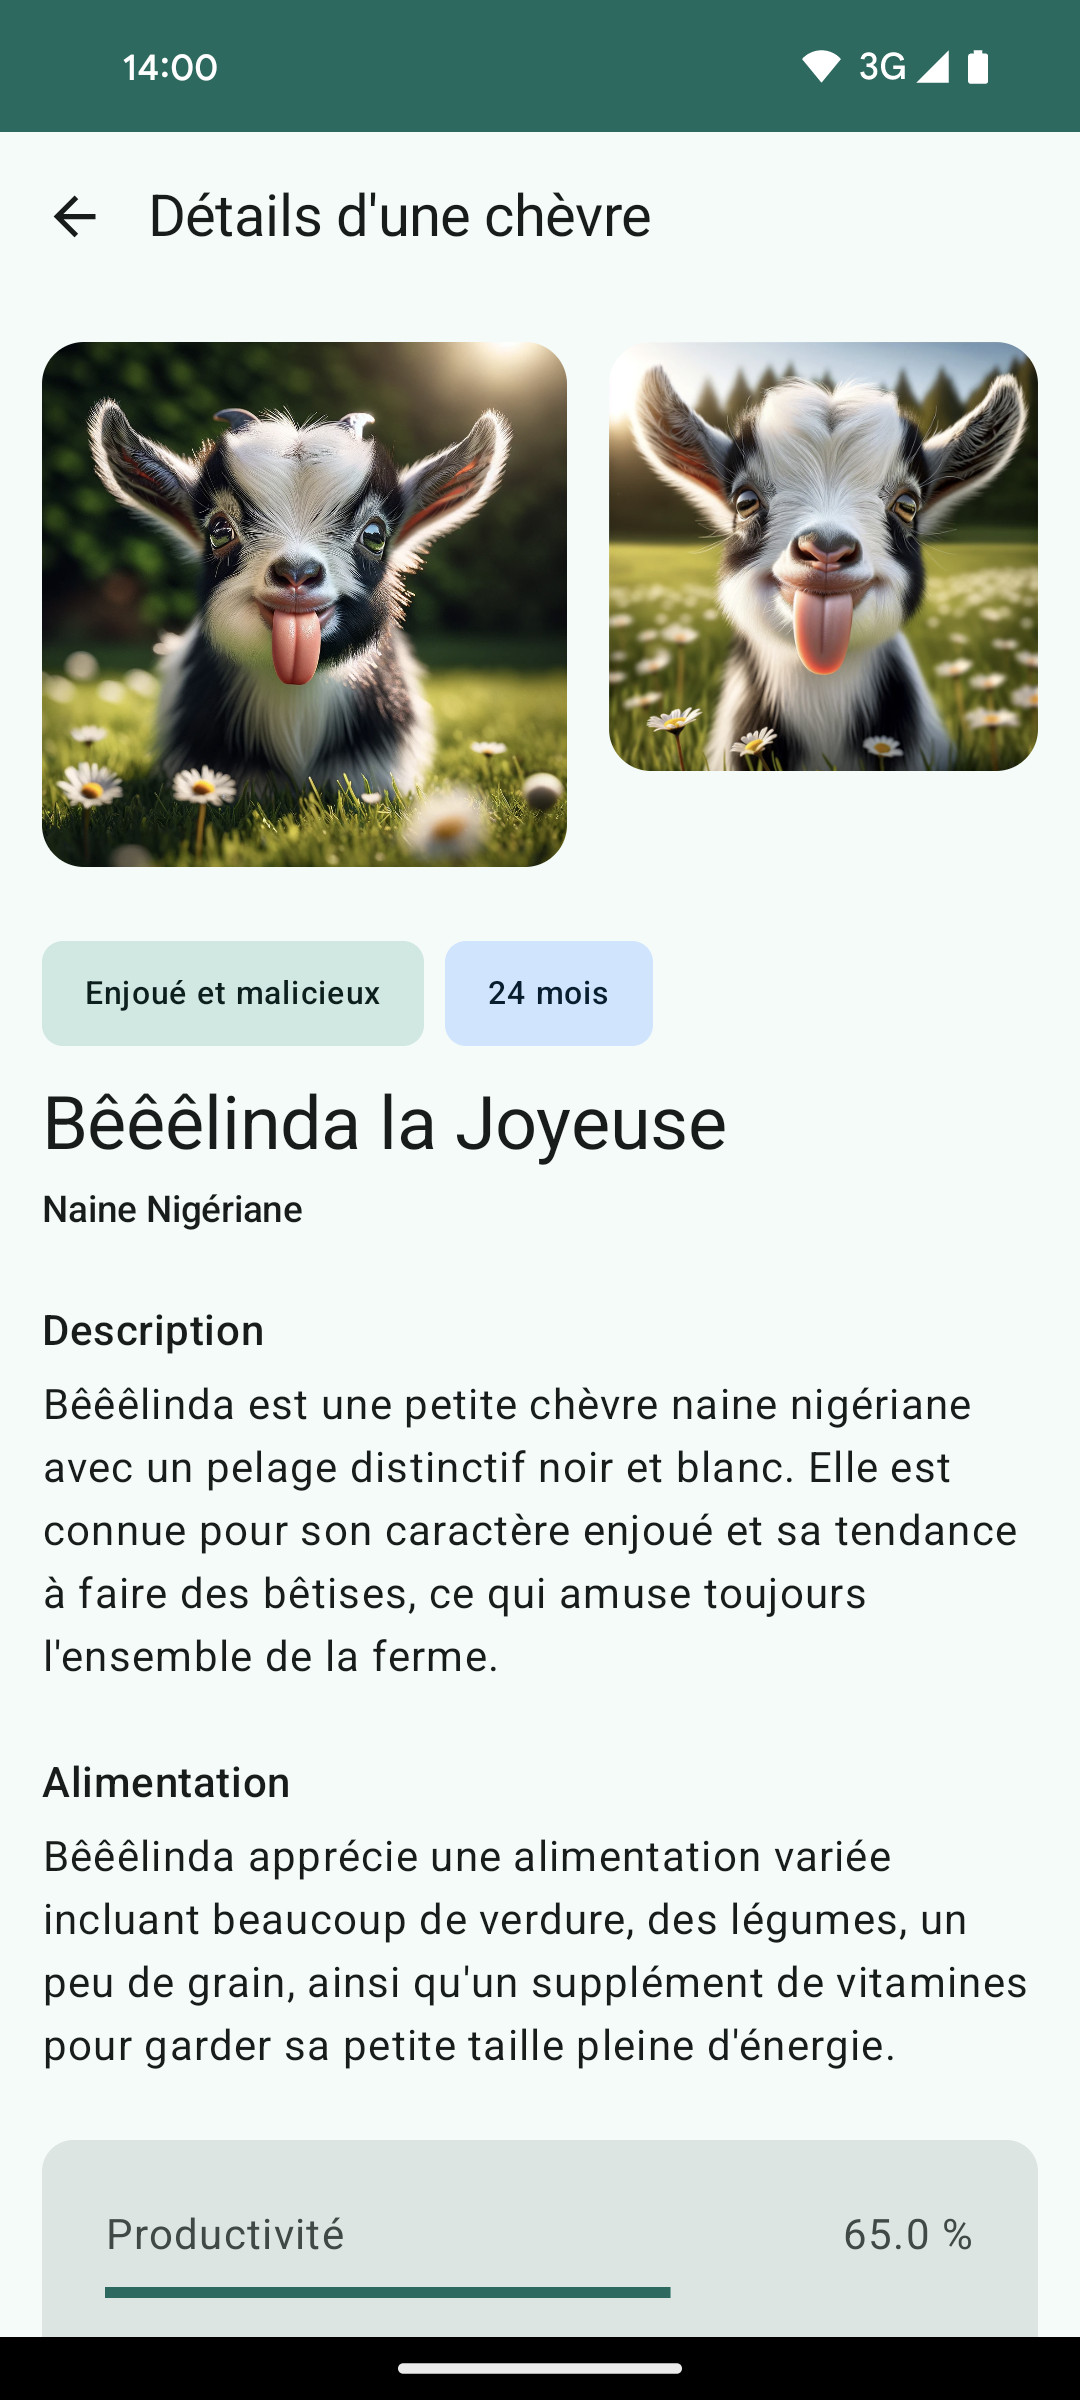 14:00
3G
Détails d'une chèvre
Enjoué et malicieux
24 mois
Bêêêlinda la Joyeuse
Naine Nigériane
Description
Bêêêlinda est une petite chèvre naine nigériane
avec un pelage distinctif noir et blanc. Elle est
connue pour son caractère enjoué et sa tendance
à faire des bêtises, ce qui amuse toujours
l'ensemble de la ferme.
Alimentation
Bêêêlinda apprécie une alimentation variée
incluant beaucoup de verdure, des légumes, un
peu de grain, ainsi qu'un supplément de vitamines
pour garder sa petite taille pleine d'énergie.
Productivité
65.0 %